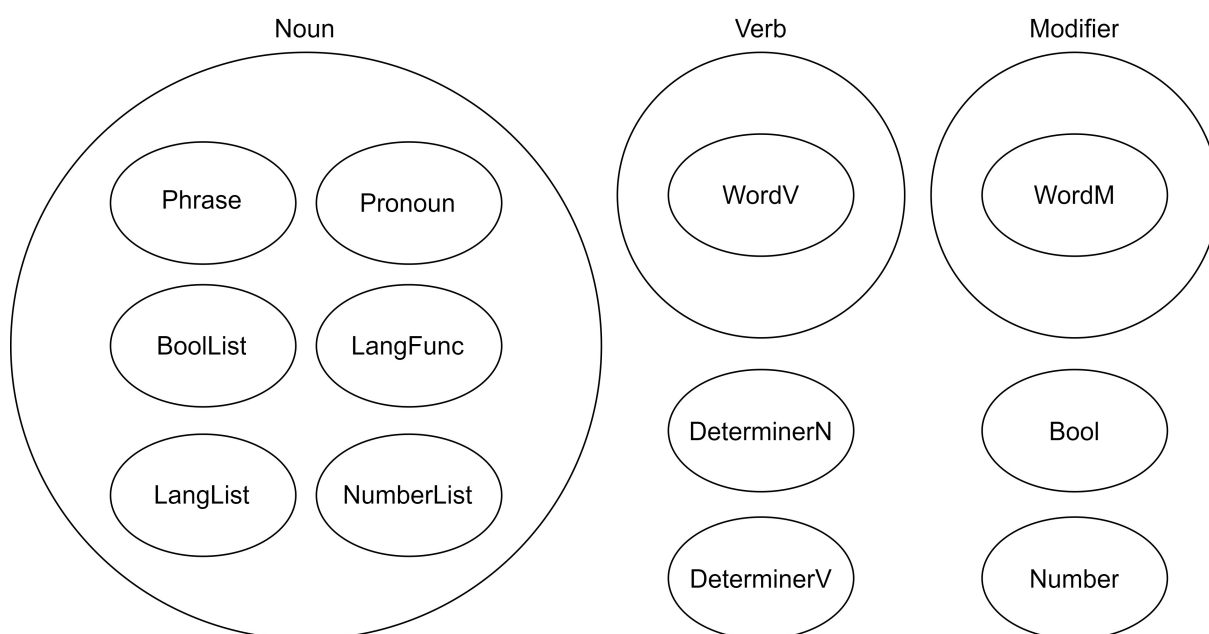 Noun
Verb
Modifier
Phrase
Pronoun
WordV
WordM
BoolList
LangFunc
DeterminerN
Bool
LangList
NumberList
DeterminerV
Number